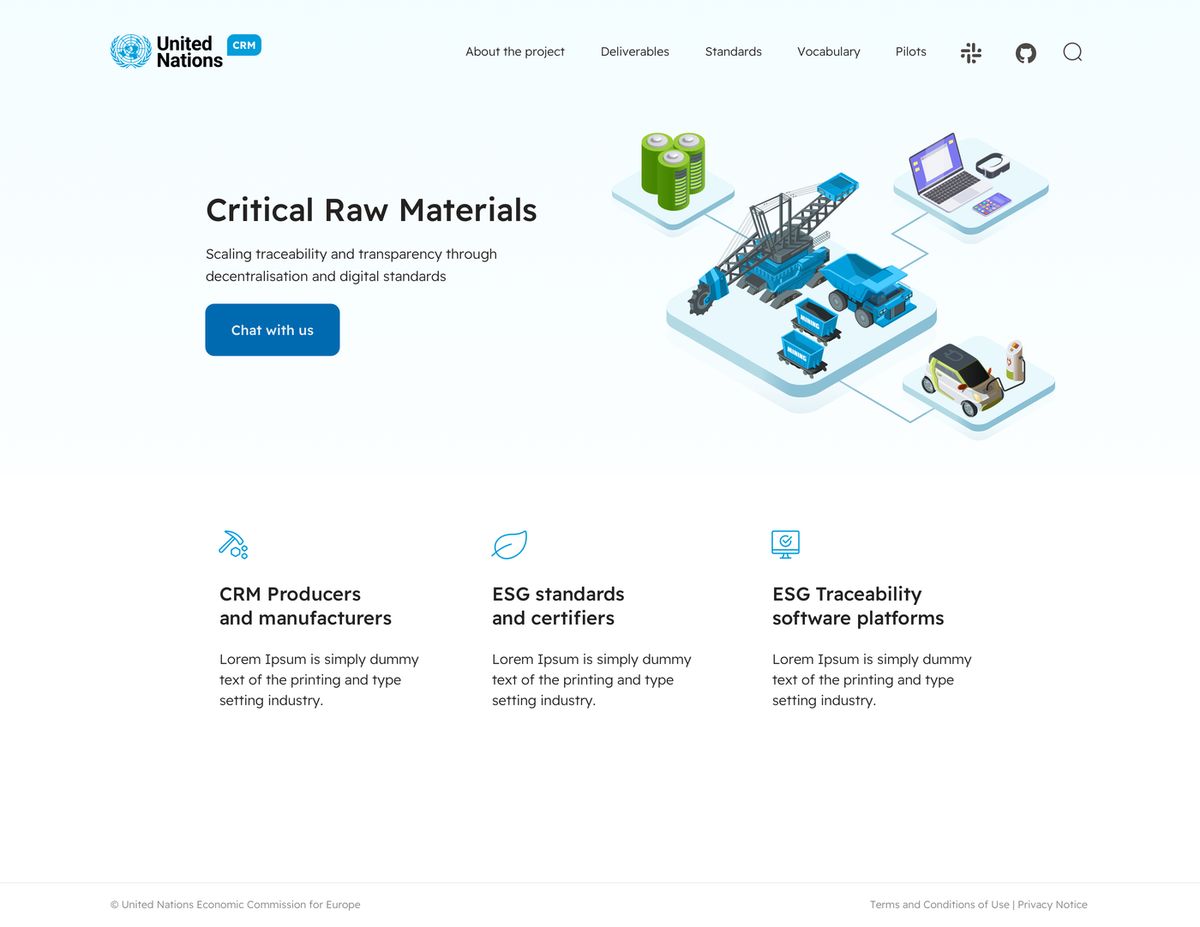 United
Nations
CRM
About the project
Deliverables
Standards
Vocabulary
Pilots
Critical Raw Materials
Scaling traceability and transparency through
decentralisation and digital standards
Chat with us
MINING
MINING
CRM Producers
and manufacturers
Lorem Ipsum is simply dummy
text of the printing and type
setting industry.
ESG standards
and certifiers
Lorem Ipsum is simply dummy
text of the printing and type
setting industry.
ESG Traceability
software platforms
Lorem Ipsum is simply dummy
text of the printing and type
setting industry.
© United Nations Economic Commission for Europe
Terms and Conditions of Use | Privacy Notice